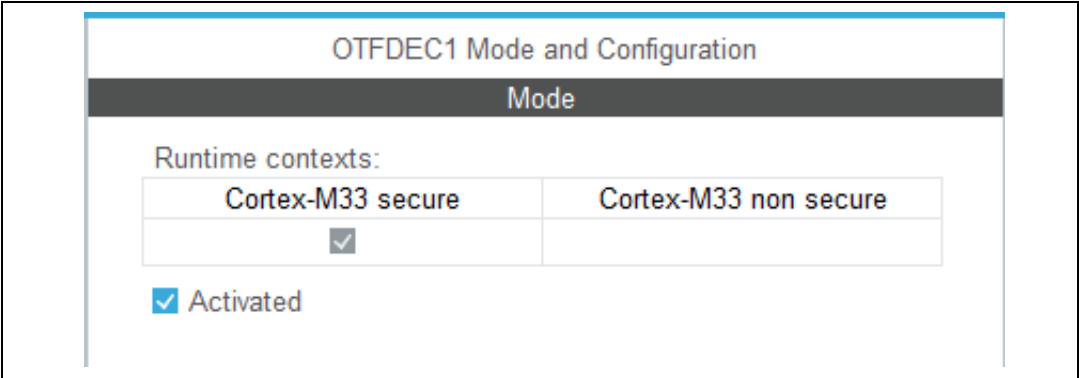 OTFDEC1 Mode and Configuration
Mode
Runtime contexts:
Cortex-M33 secure Cortex-M33 non secure
Activated